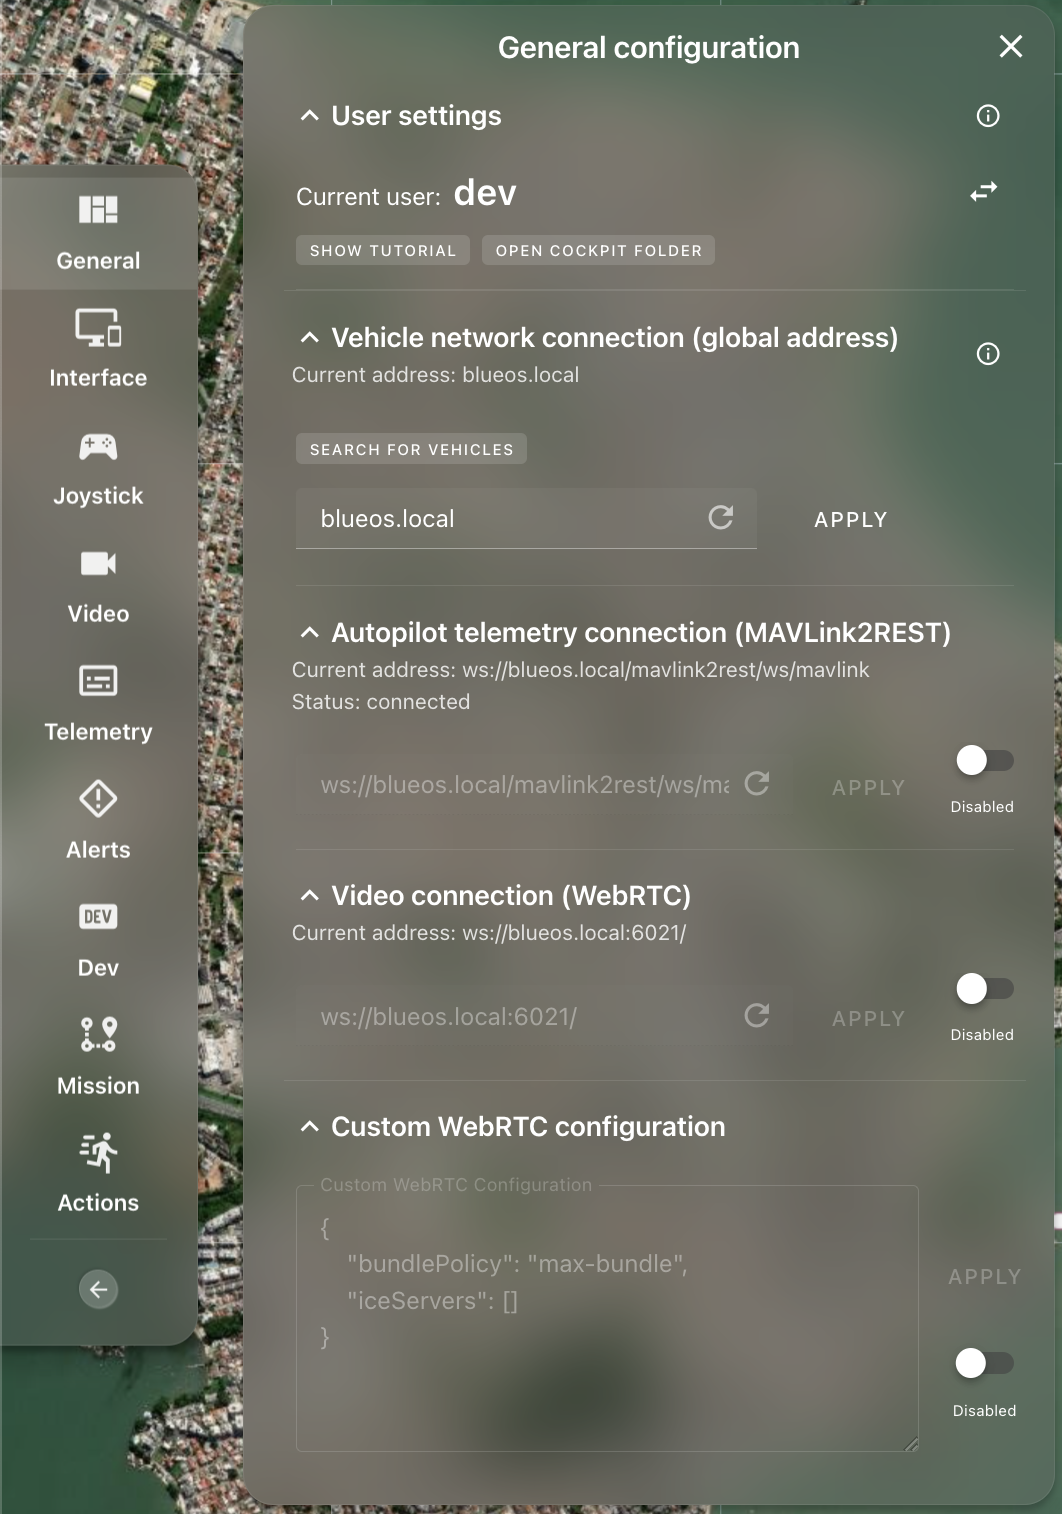 General configuration
User settings
Current user: dev
SHOW TUTORIAL
OPEN COCKPIT FOLDER
Vehicle network connection (global address)
Current address: blueos.local
SEARCH FOR VEHICLES
blueos.local
APPLY
Autopilot telemetry connection (MAVLink2REST)
Current address: ws://blueos.local/mavlink2rest/ws/mavlink
Status: connected
ws://blueos.local/mavlink2rest/ws/ma
APPLY
Disabled
Video connection (WebRTC)
Current address: ws://blueos.local:6021/
ws://blueos.local:6021/
APPLY
Disabled
Custom WebRTC configuration
Custom WebRTC Configuration
{
"bundlePolicy": "max-bundle",
"iceServers": []
}
APPLY
Disabled
General
Interface
Joystick
Video
Telemetry
Alerts
DEV
Dev
Mission
Actions